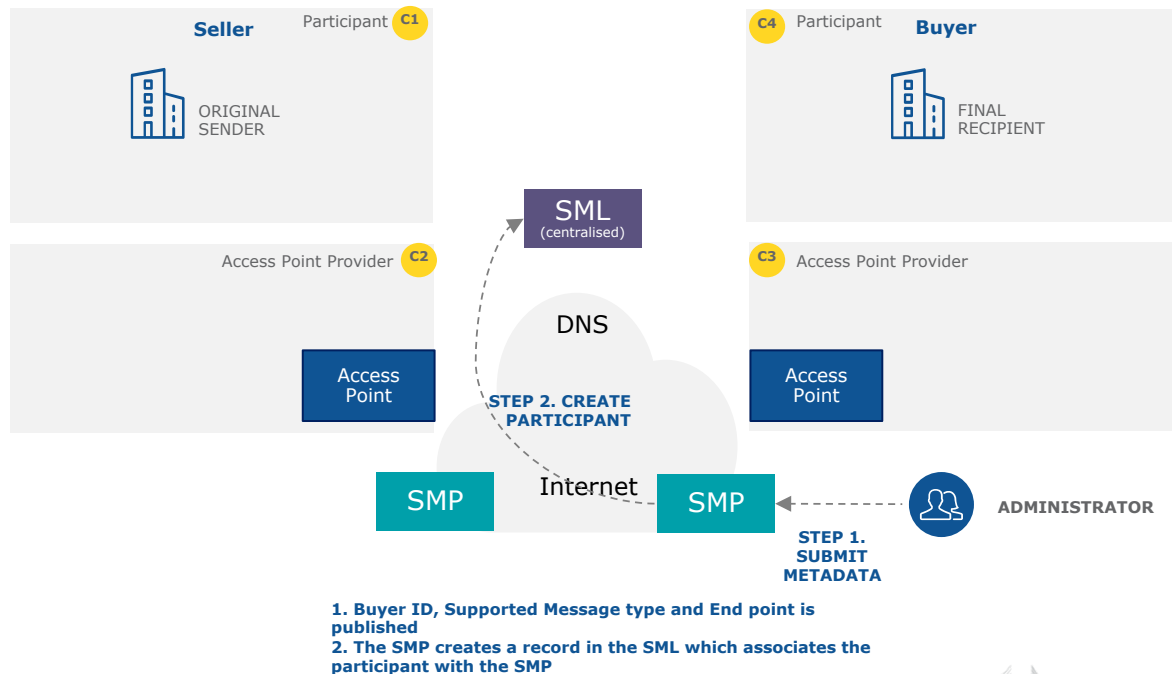 Seller
Participant C1
C4 Participant
Buyer
ORIGINAL
SENDER
FINAL
RECIPIENT
SML
(centralised)
Access Point Provider C2
C3 Access Point Provider
DNS
Access
Point
Access
Point
STEP 2. CREATE
PARTICIPANT
Internet
SMP
SMP
ADMINISTRATOR
STEP 1.
SUBMIT
METADATA
1. Buyer ID, Supported Message type and End point is
published
2. The SMP creates a record in the SML which associates the
participant with the SMP